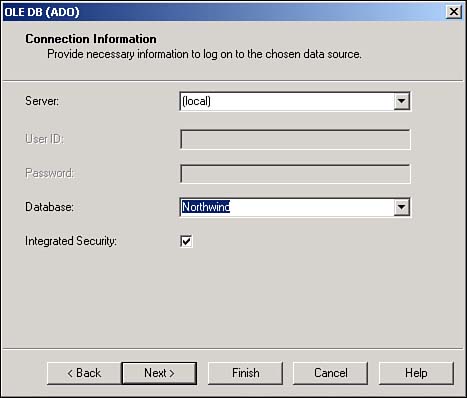 OLE DB (ADO)
Connection Information
Provide necessary information to log on to the chosen data source.
Server: (local)
User ID:
Password:
Database: Northwind
Integrated Security:
< Back Next > Finish Cancel Help